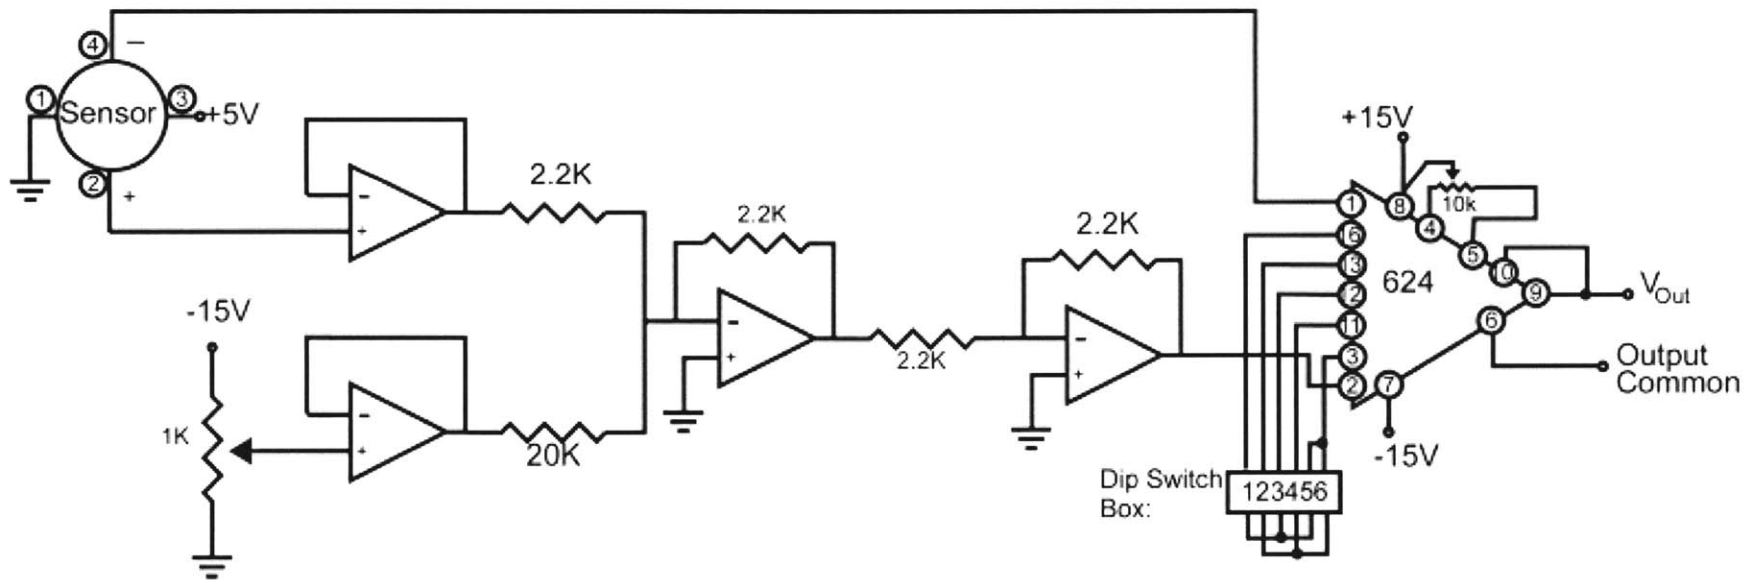 4 −
1 Sensor 3 +5V
2 +
− +
2.2K
2.2K
− +
2.2K
2.2K
− +
-15V
1K
− +
20K
+15V
10k
1
16
13
12
11
3
2
624
8
4
5
10
9
6
7
-15V
VOut
Output
Common
Dip Switch
Box:
123456